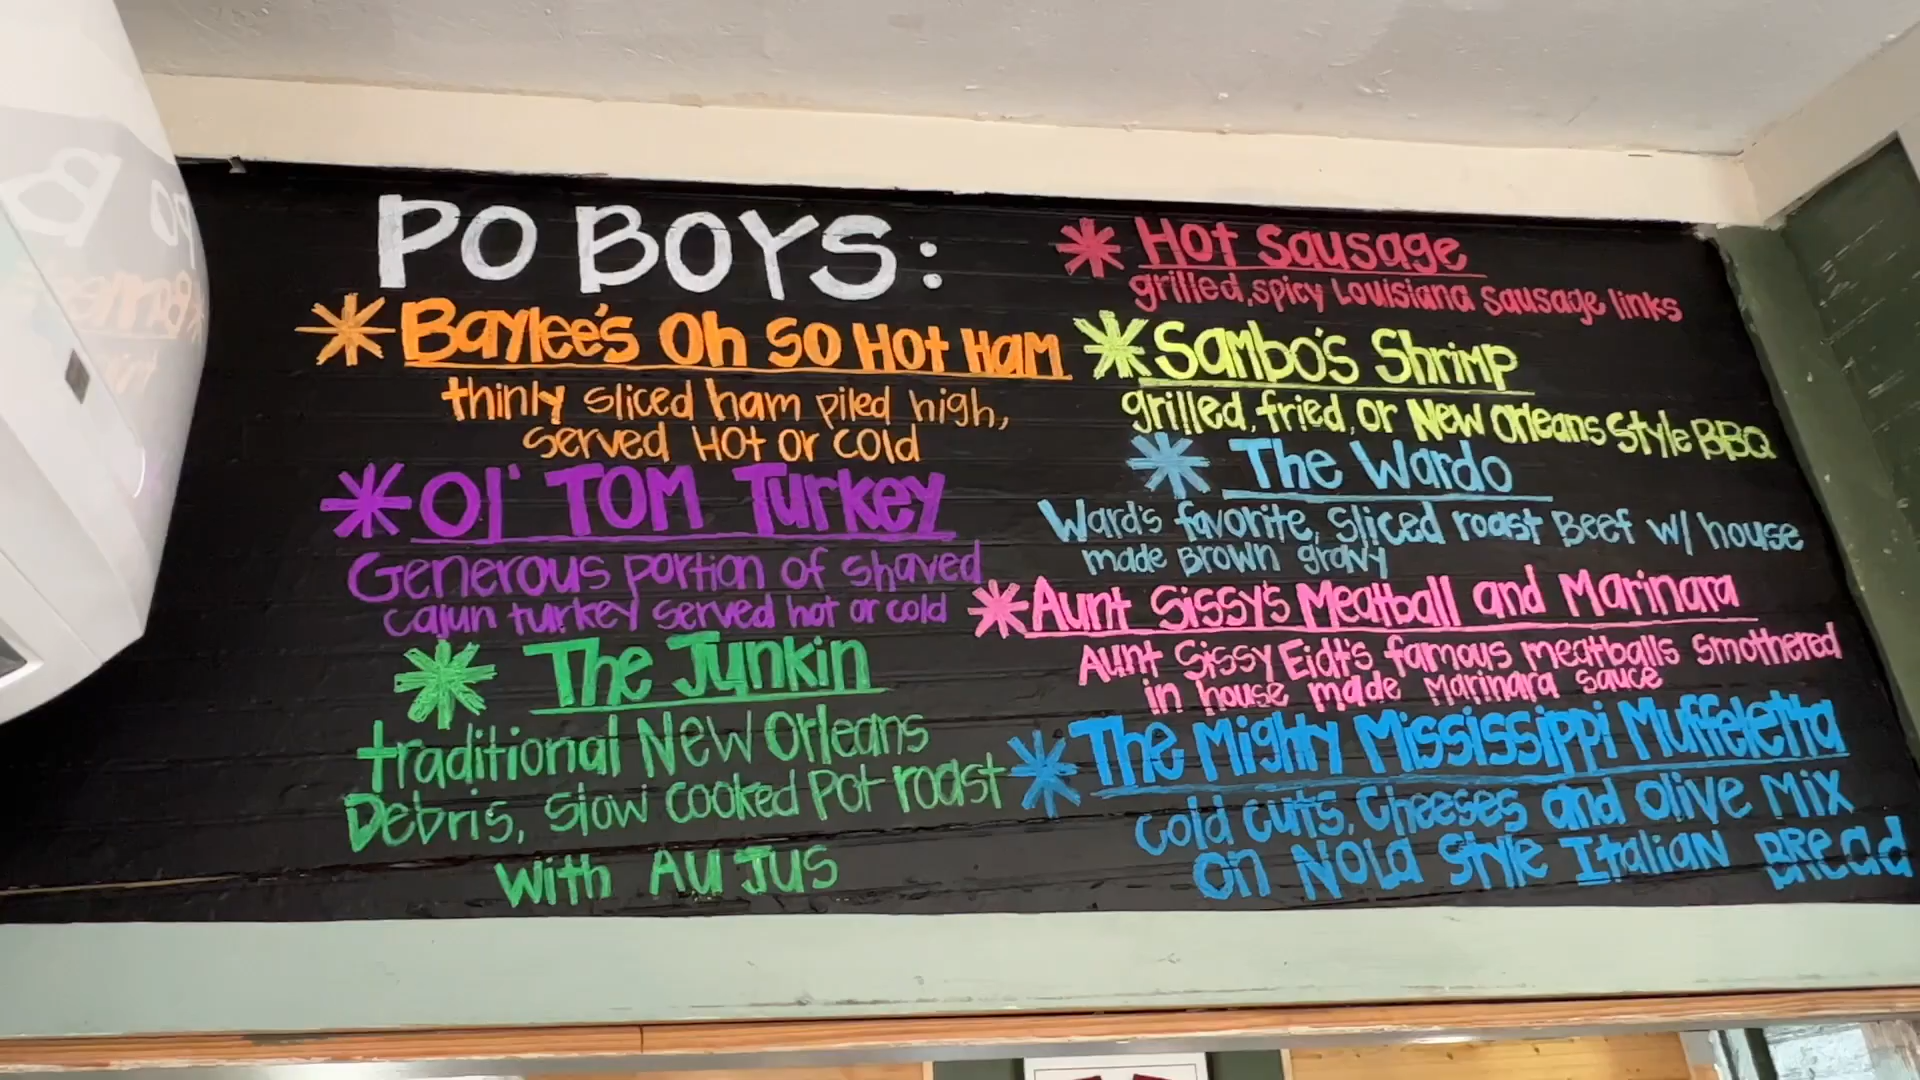 PO BOYS:
Baylee's Oh So Hot Ham
thinly sliced ham piled high,
served Hot or cold
Ol' TOM Turkey
Generous portion of shaved
cajun turkey served hot or cold
The Junkin
traditional New Orleans
Debris, slow cooked Pot roast
with AU JUS
Hot Sausage
grilled, spicy Louisiana sausage links
Sambo's Shrimp
grilled, fried, or New Orleans Style BBQ
The Wardo
Ward's favorite, sliced roast Beef w/ house
made Brown gravy
Aunt Sissy's Meatball and Marinara
Aunt Sissy Eidt's famous meatballs smothered
in house made Marinara sauce
The Mighty Mississippi Muffeletta
cold cuts, Cheeses and olive Mix
on NOLA Style Italian Bread